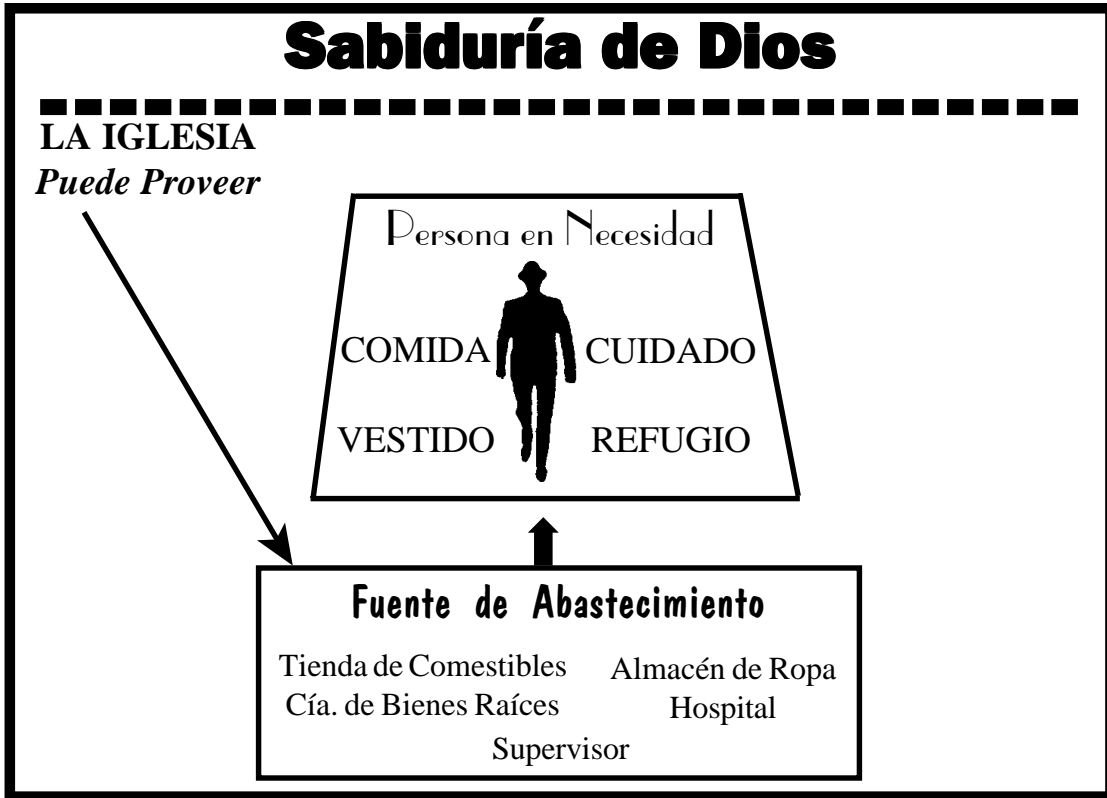 Sabiduría de Dios
LA IGLESIA
Puede Proveer
Persona en Necesidad
COMIDA CUIDADO
VESTIDO REFUGIO
Fuente de Abastecimiento
Tienda de Comestibles Almacén de Ropa
Cía. de Bienes Raíces Hospital
Supervisor